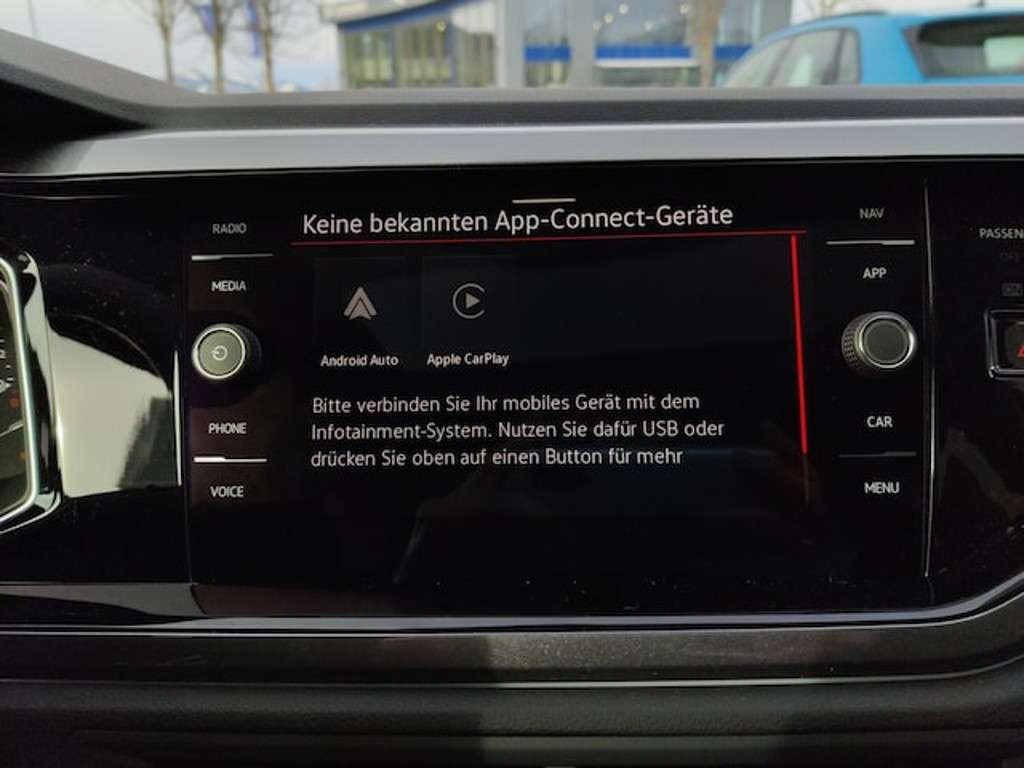 Keine bekannten App-Connect-Geräte
RADIO
MEDIA
PHONE
VOICE
Android Auto
Apple CarPlay
Bitte verbinden Sie Ihr mobiles Gerät mit dem
Infotainment-System. Nutzen Sie dafür USB oder
drücken Sie oben auf einen Button für mehr
NAV
APP
CAR
MENU
PASSEN